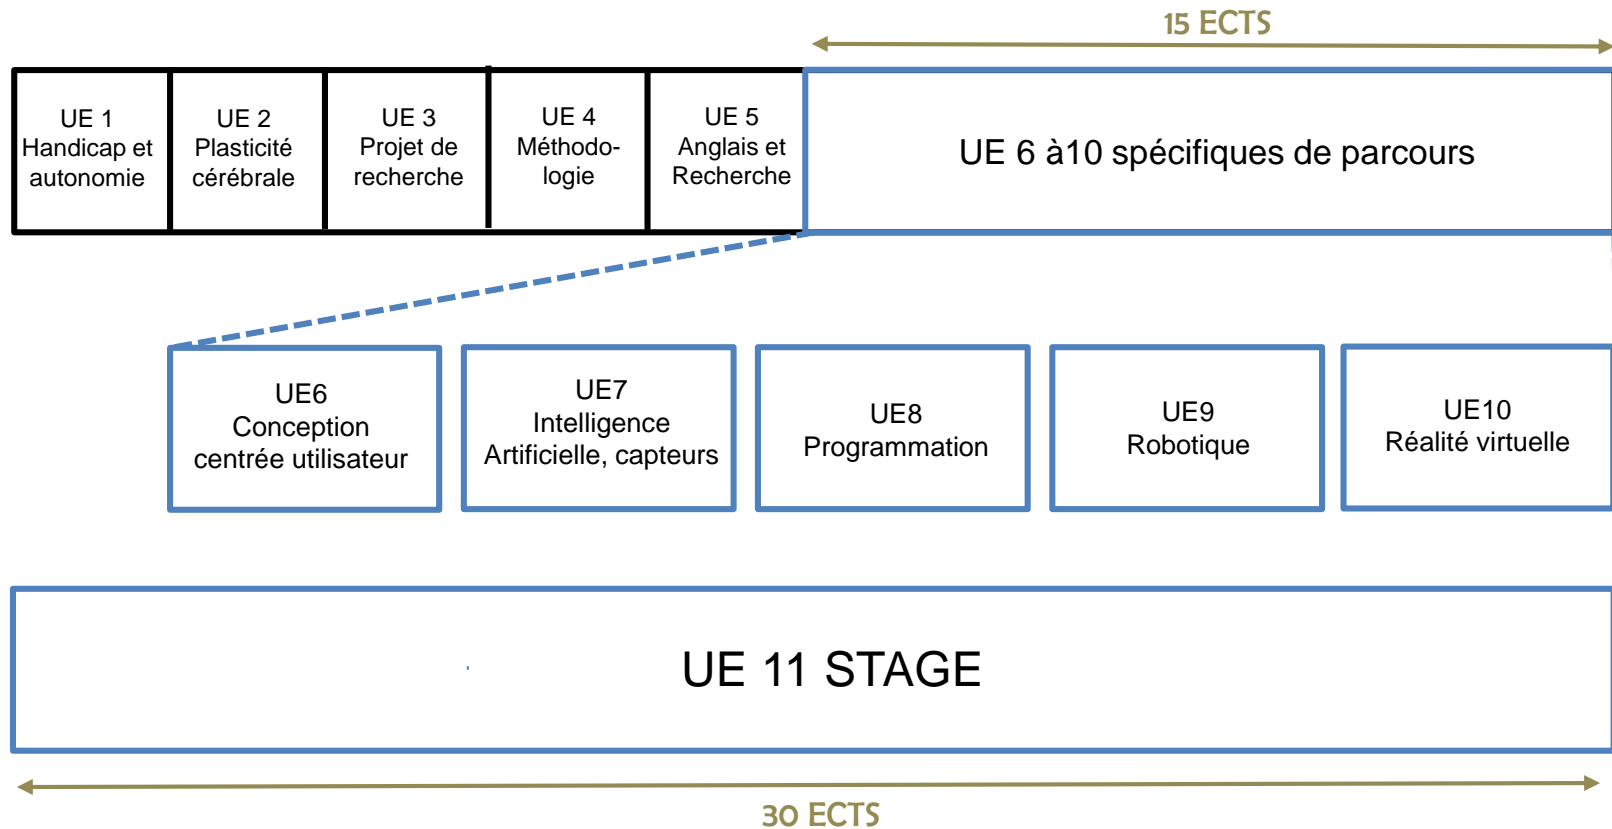 15 ECTS
UE 1
Handicap et
autonomie
UE 2
Plasticité
cérébrale
UE 3
Projet de
recherche
UE 4
Méthodo-
logie
UE 5
Anglais et
Recherche
UE 6 à10 spécifiques de parcours
UE6
Conception
centrée utilisateur
UE7
Intelligence
Artificielle, capteurs
UE8
Programmation
UE9
Robotique
UE10
Réalité virtuelle
UE 11 STAGE
30 ECTS